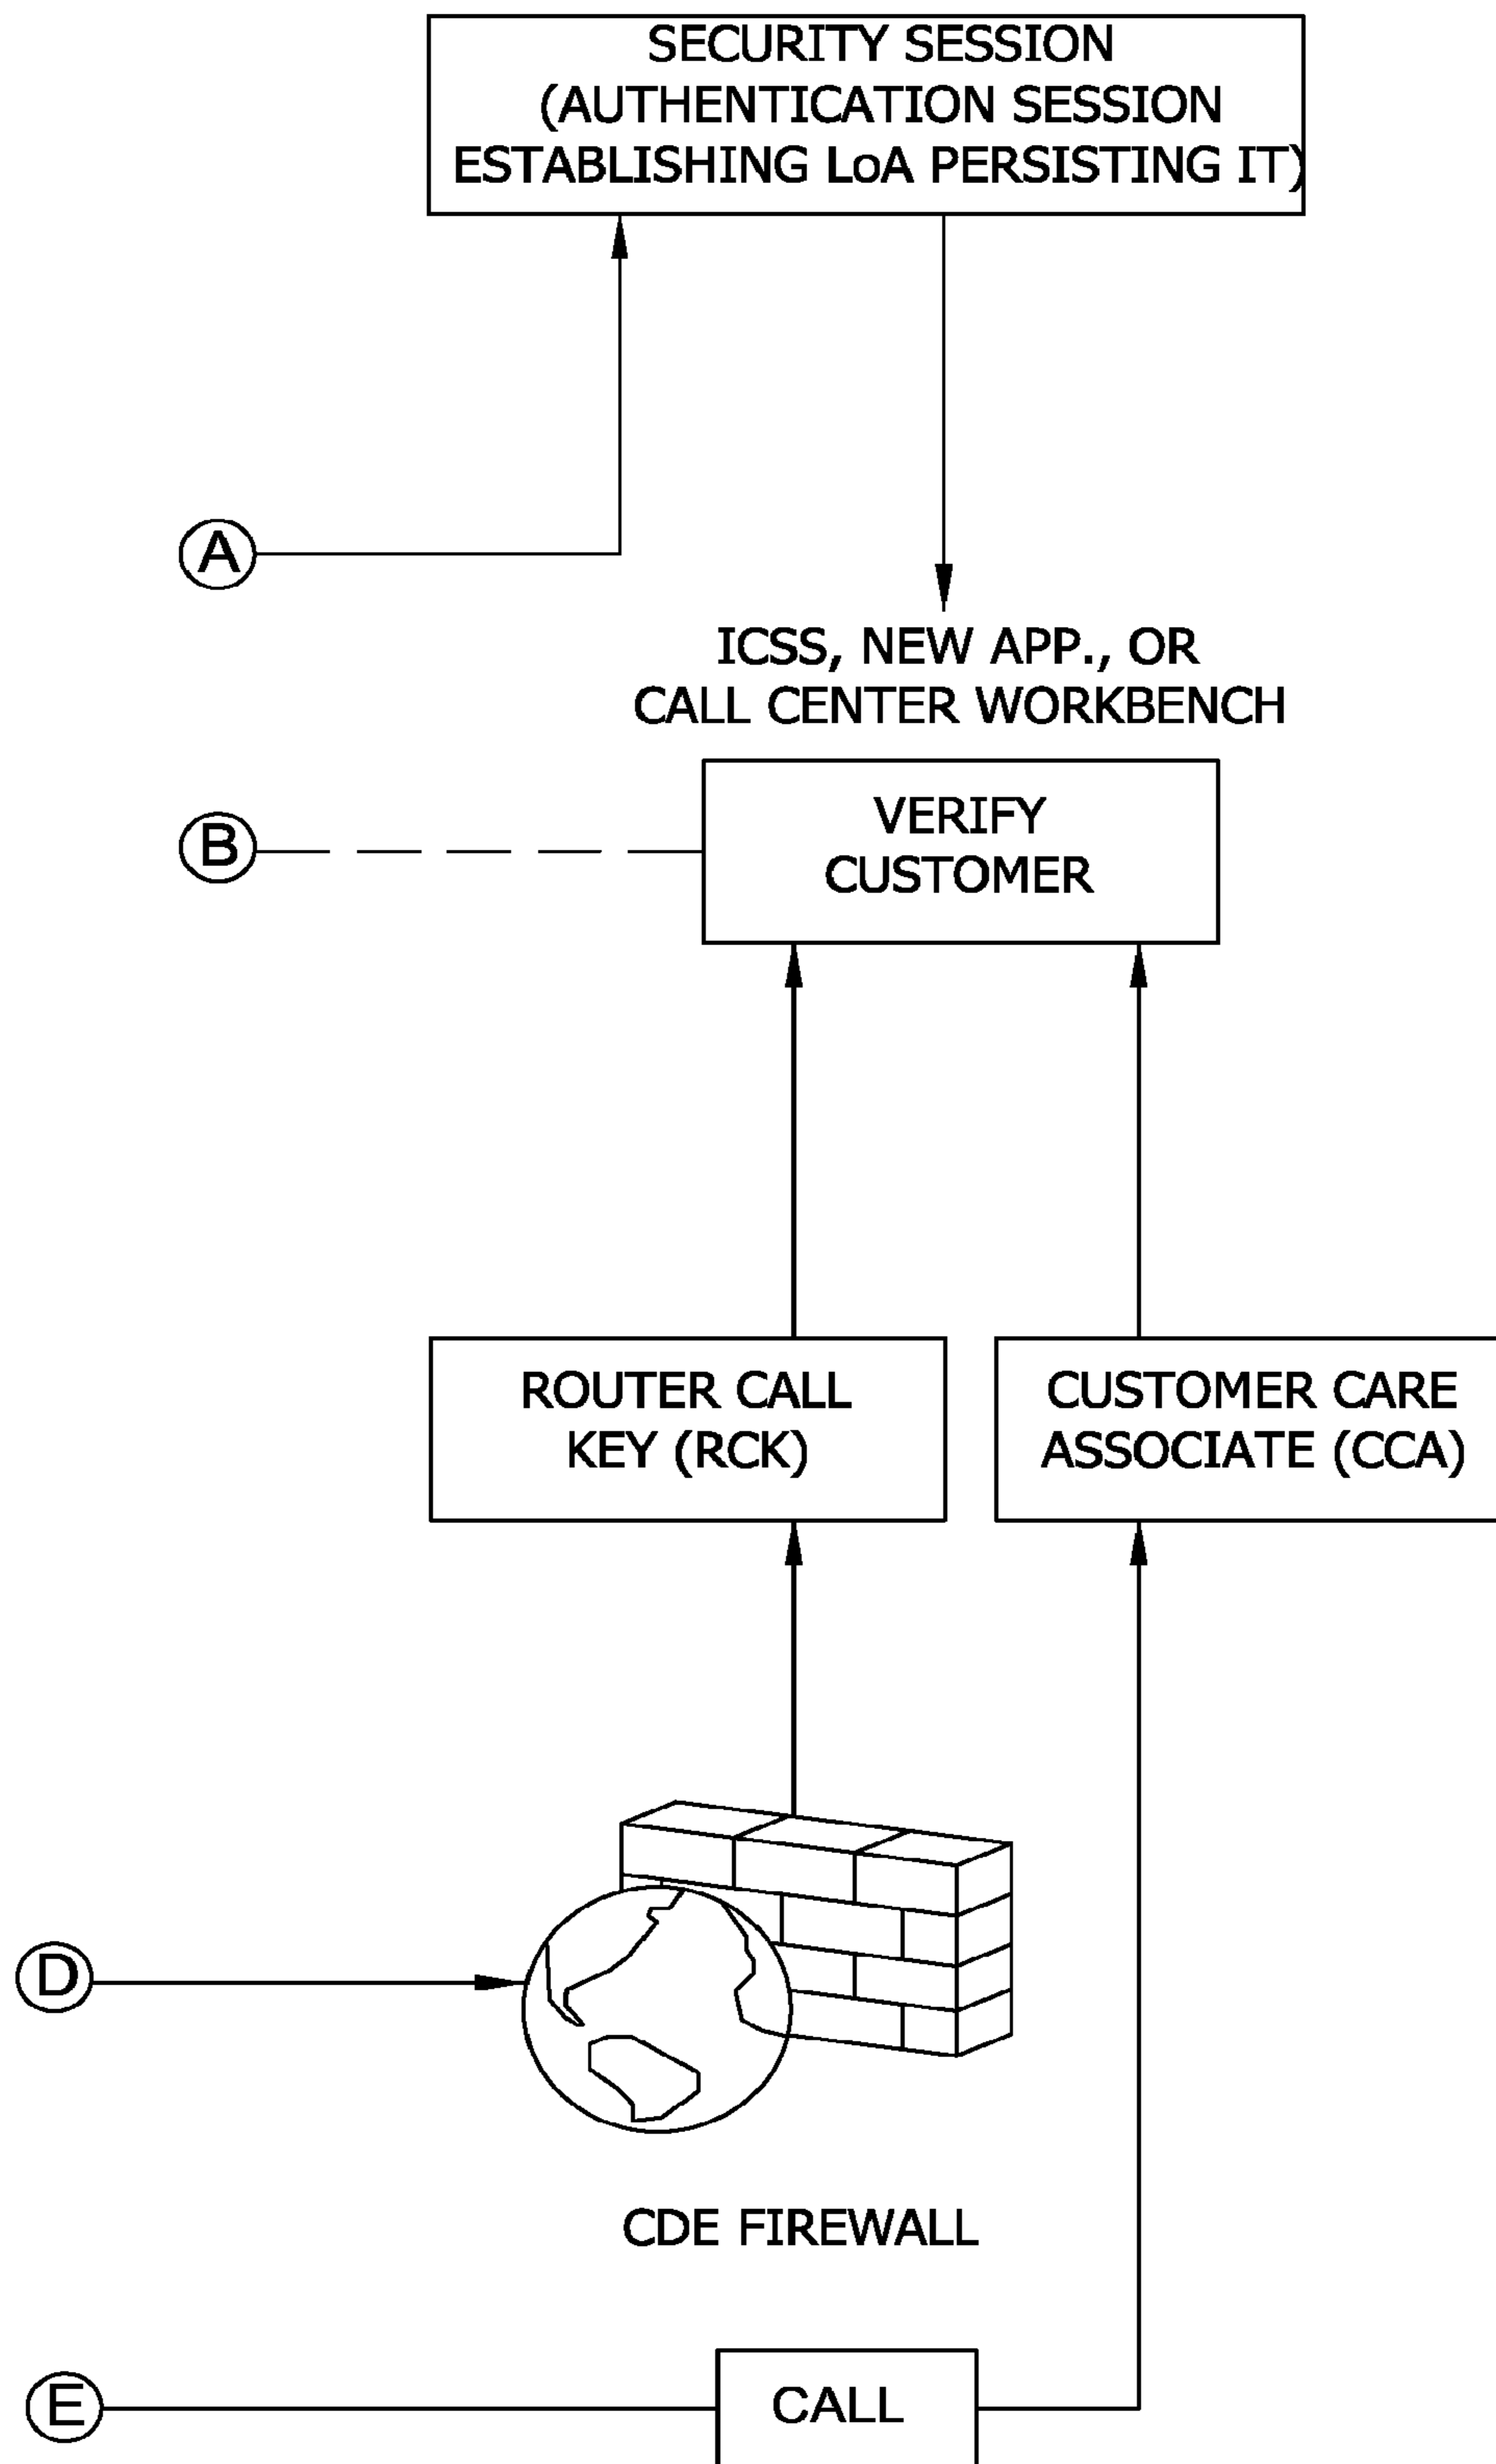 SECURITY SESSION
(AUTHENTICATION SESSION
ESTABLISHING LoA PERSISTING IT)
A
ICSS, NEW APP., OR
CALL CENTER WORKBENCH
B
VERIFY
CUSTOMER
ROUTER CALL
KEY (RCK)
CUSTOMER CARE
ASSOCIATE (CCA)
D
CDE FIREWALL
E
CALL